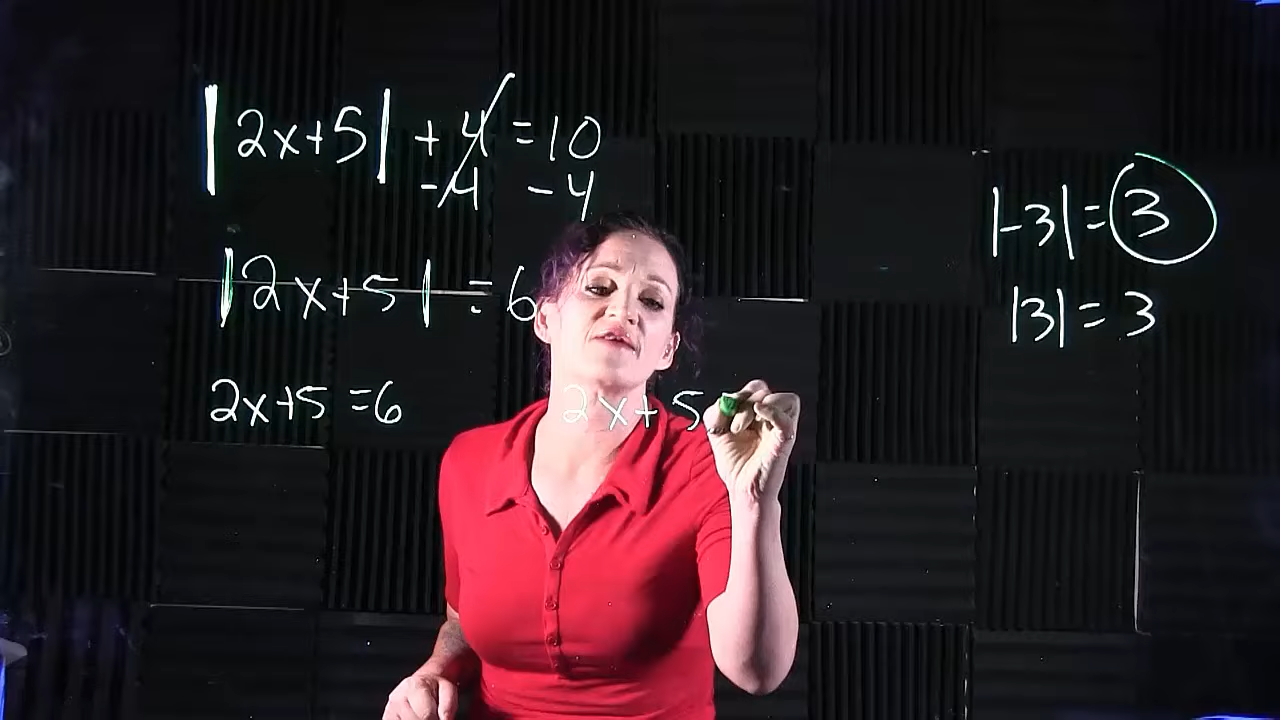 |2x+5| + 4 = 10
-4 -4
|2x+5| = 6
2x+5 = 6
2x+5
|-3| = 3
|3| = 3